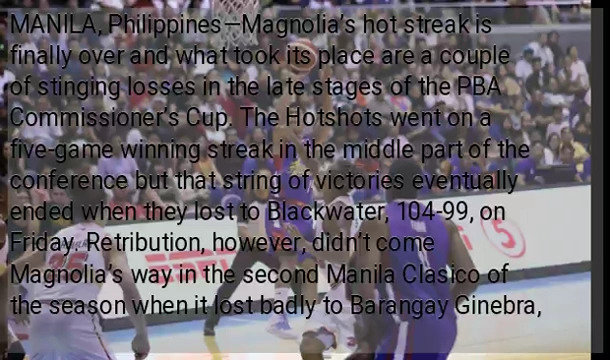 MANILA, Philippines—Magnolia's hot streak is
finally over and what took its place are a couple
of stinging losses in the late stages of the PBA
Commissioner's Cup. The Hotshots went on a
five-game winning streak in the middle part of the
conference but that string of victories eventually
ended when they lost to Blackwater, 104-99, on
Friday. Retribution, however, didn't come
Magnolia's way in the second Manila Clasico of
the season when it lost badly to Barangay Ginebra,
ESPN
5